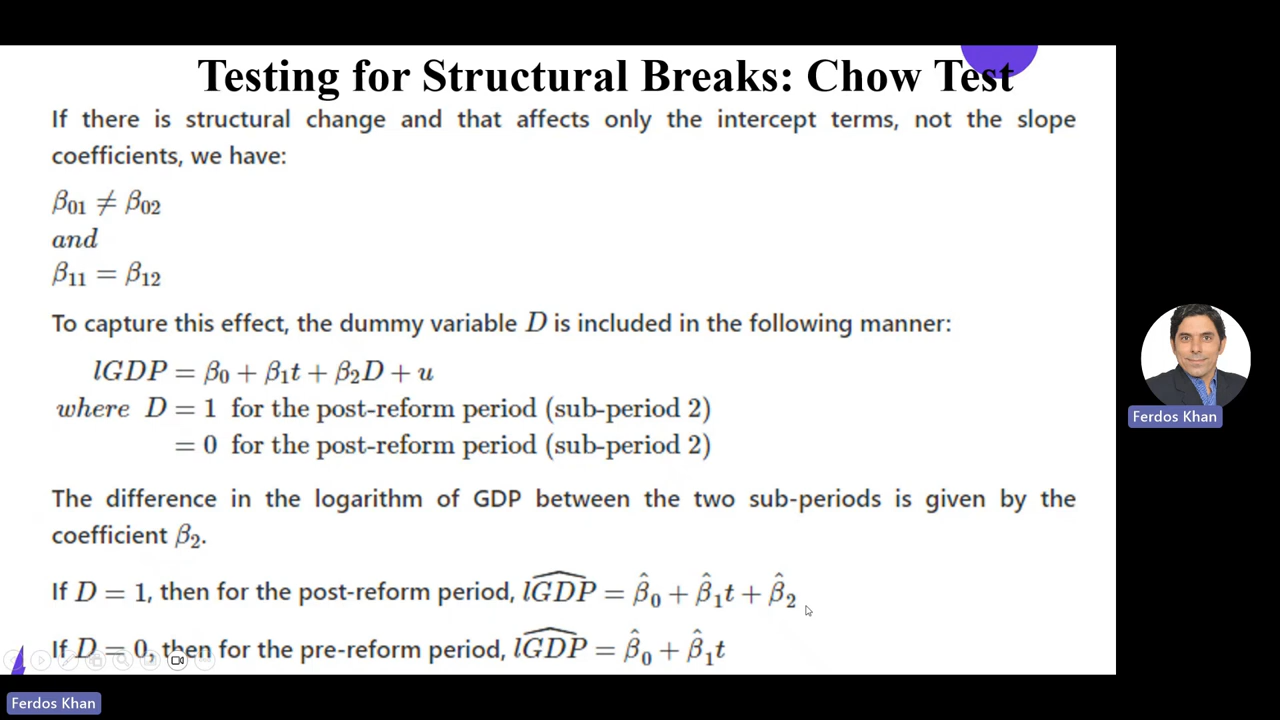 Testing for Structural Breaks: Chow Test
If there is structural change and that affects only the intercept terms, not the slope
coefficients, we have:
β₀₁ ≠ β₀₂
and
β₁₁ = β₁₂
To capture this effect, the dummy variable D is included in the following manner:
lGDP = β₀ + β₁t + β₂D + u
where D = 1 for the post-reform period (sub-period 2)
= 0 for the post-reform period (sub-period 2)
The difference in the logarithm of GDP between the two sub-periods is given by the
coefficient β₂.
If D = 1, then for the post-reform period, l\widehat{GDP} = β̂₀ + β̂₁t + β̂₂
If D = 0, then for the pre-reform period, l\widehat{GDP} = β̂₀ + β̂₁t
Ferdos Khan
Ferdos Khan